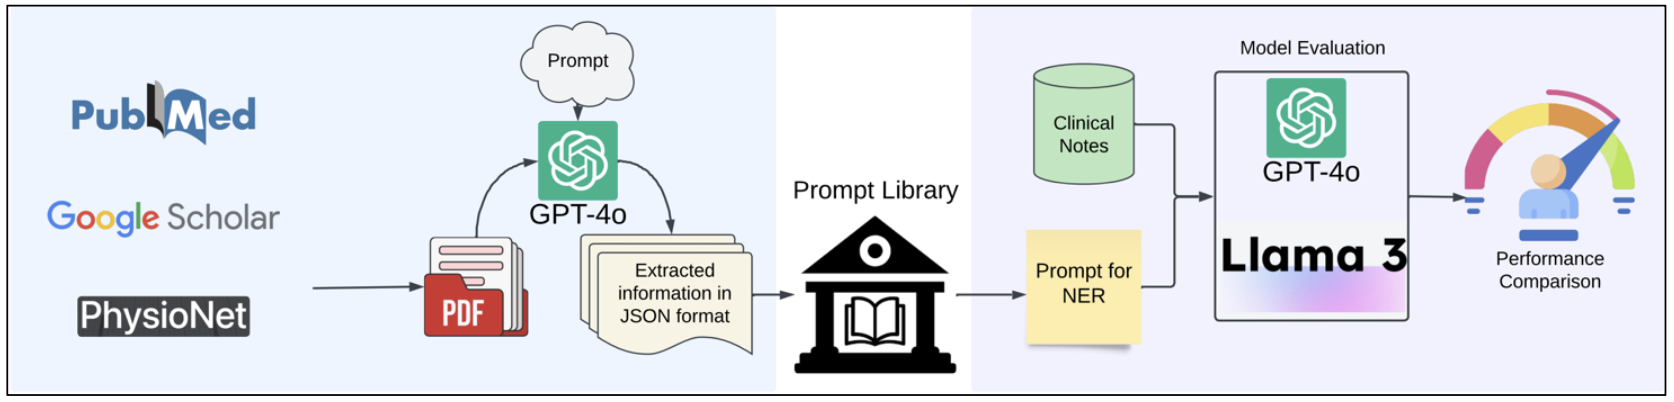 PubMed
Google Scholar
PhysioNet
Prompt
GPT-4o
PDF
Extracted
information in
JSON format
Prompt Library
Clinical
Notes
Prompt for
NER
Model Evaluation
GPT-4o
Llama 3
Performance
Comparison